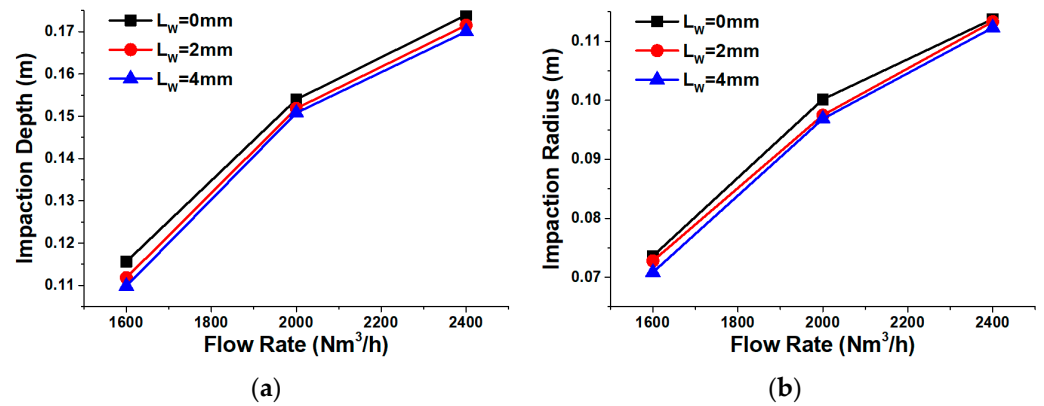 L_W=0mm
L_W=2mm
L_W=4mm
Impaction Depth (m)
0.17
0.16
0.15
0.14
0.13
0.12
0.11
1600 1800 2000 2200 2400
Flow Rate (Nm³/h)
(a)
L_W=0mm
L_W=2mm
L_W=4mm
Impaction Radius (m)
0.11
0.10
0.09
0.08
0.07
1600 1800 2000 2200 2400
Flow Rate (Nm³/h)
(b)